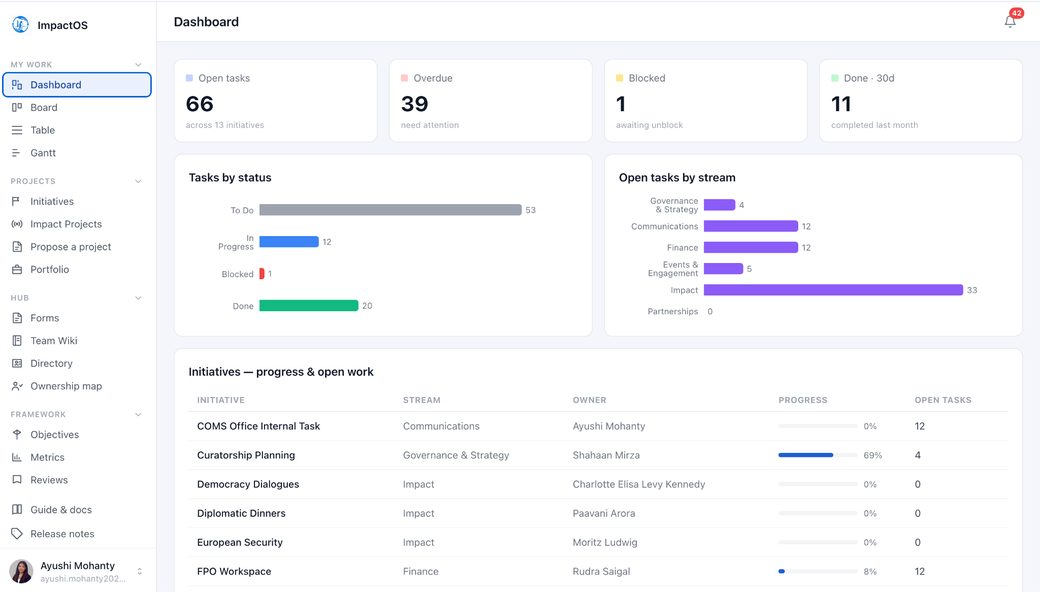 ImpactOS
Dashboard
42
MY WORK
Dashboard
Board
Table
Gantt
PROJECTS
Initiatives
Impact Projects
Propose a project
Portfolio
HUB
Forms
Team Wiki
Directory
Ownership map
FRAMEWORK
Objectives
Metrics
Reviews
Guide & docs
Release notes
Ayushi Mohanty
ayushi.mohanty202...
Open tasks
66
across 13 initiatives
Overdue
39
need attention
Blocked
1
awaiting unblock
Done · 30d
11
completed last month
Tasks by status
To Do 53
In
Progress 12
Blocked 1
Done 20
Open tasks by stream
Governance
& Strategy 4
Communications 12
Finance 12
Events &
Engagement 5
Impact 33
Partnerships 0
Initiatives — progress & open work
INITIATIVE STREAM OWNER PROGRESS OPEN TASKS
COMS Office Internal Task Communications Ayushi Mohanty 0% 12
Curatorship Planning Governance & Strategy Shahaan Mirza 69% 4
Democracy Dialogues Impact Charlotte Elisa Levy Kennedy 0% 0
Diplomatic Dinners Impact Paavani Arora 0% 0
European Security Impact Moritz Ludwig 0% 0
FPO Workspace Finance Rudra Saigal 8% 12